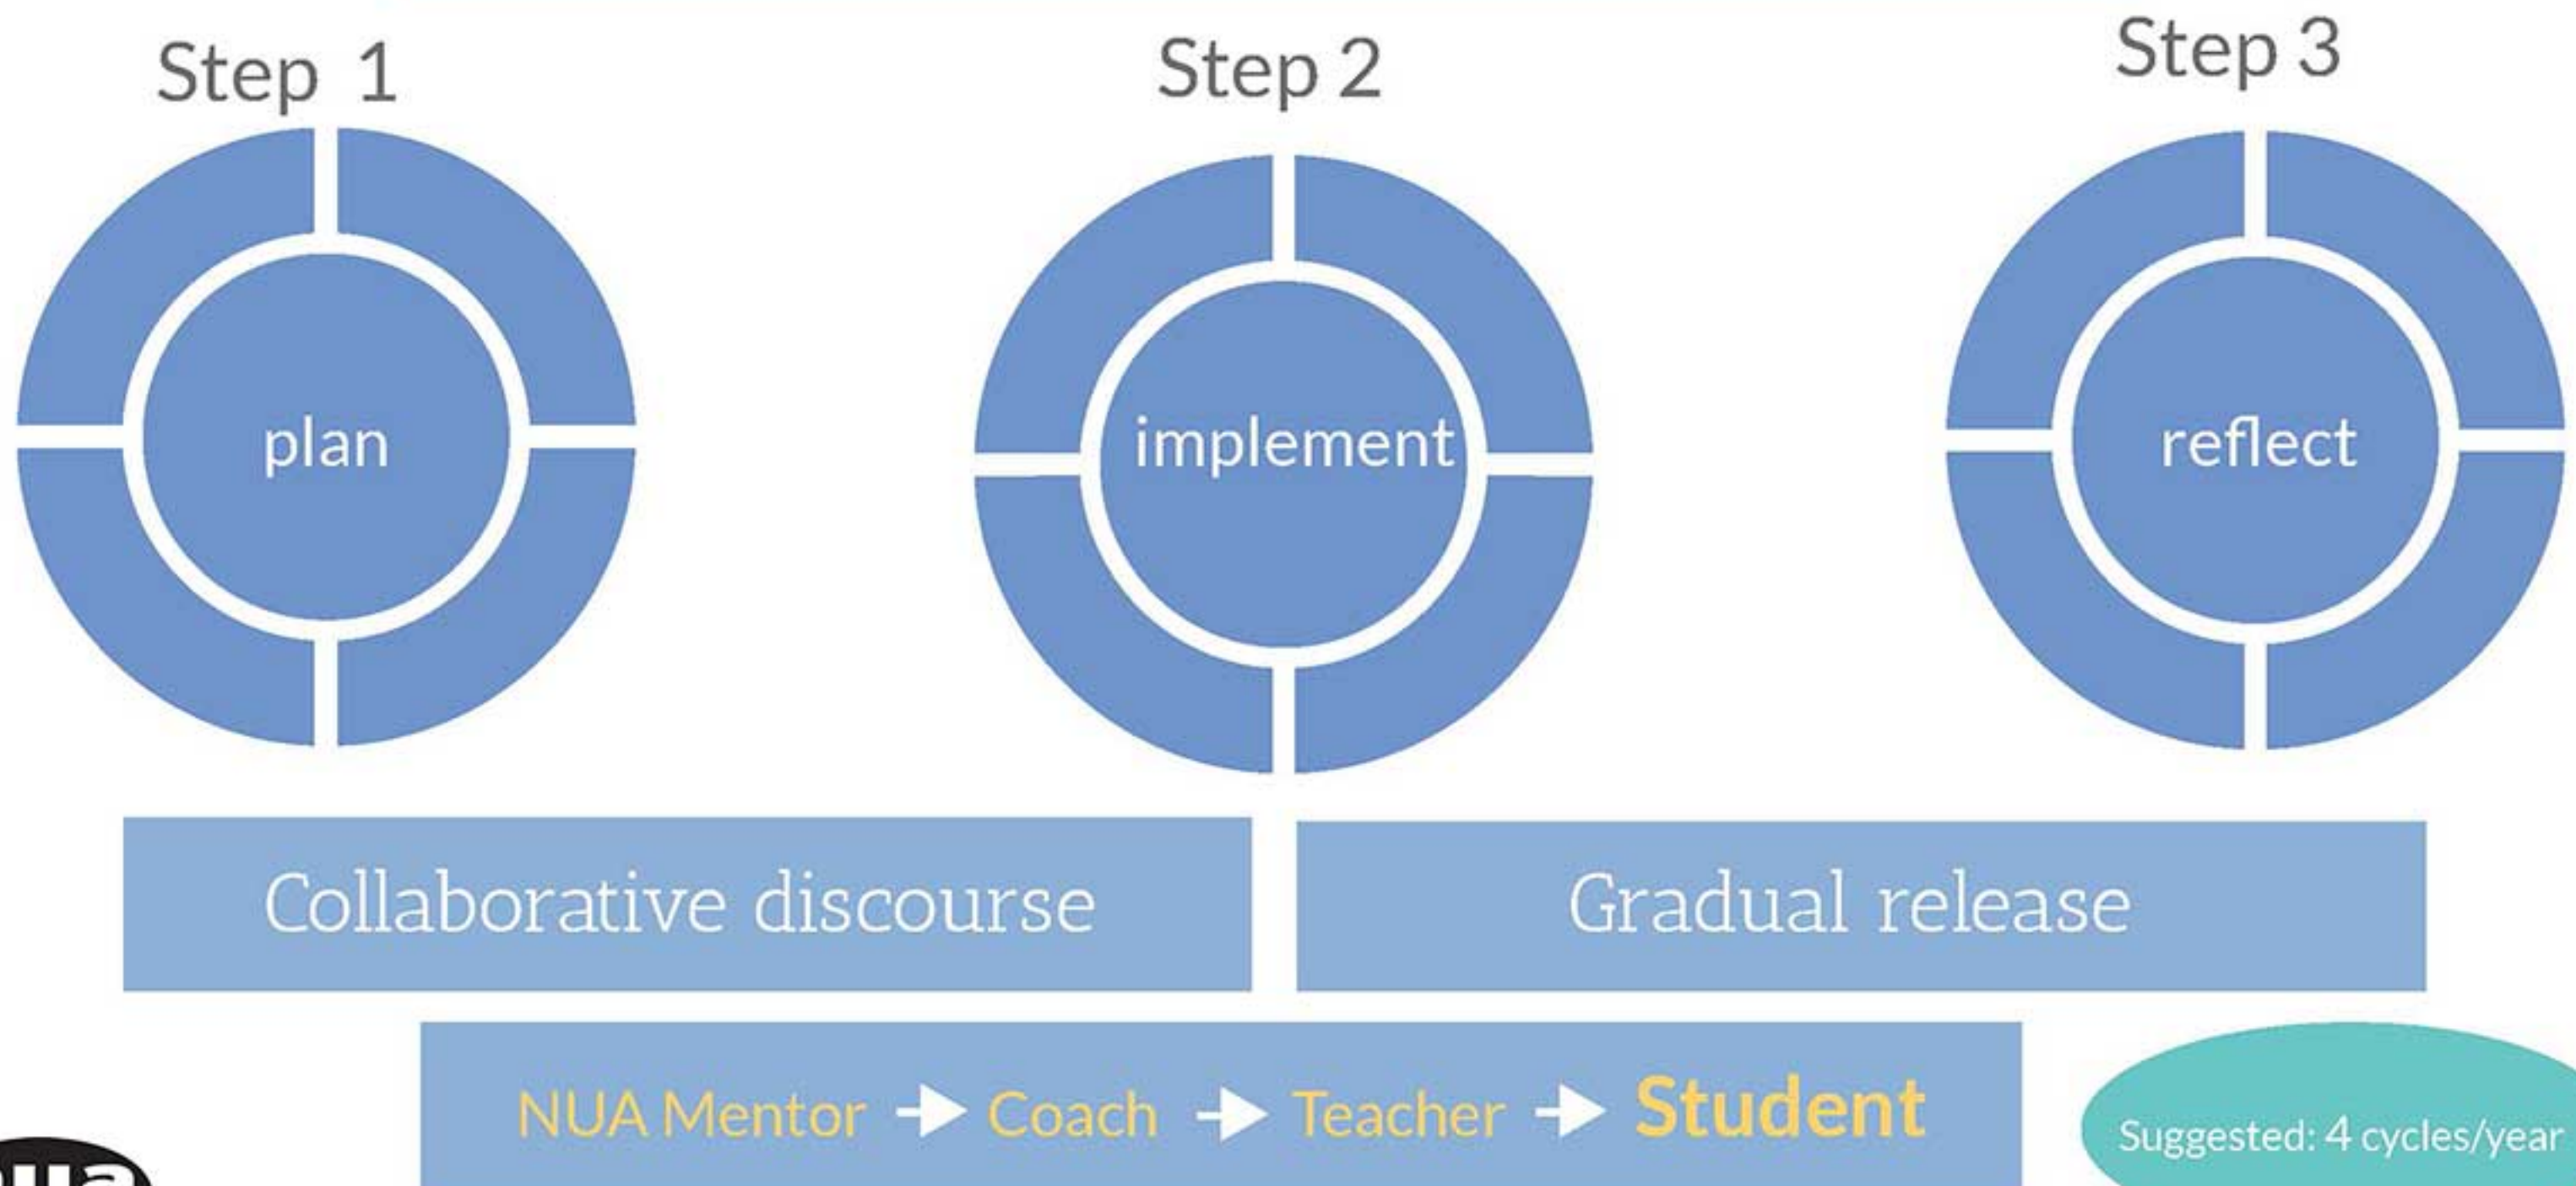 Step 1
Step 2
Step 3
plan
implement
reflect
Collaborative discourse
Gradual release
NUA Mentor → Coach → Teacher → Student
Suggested: 4 cycles/year